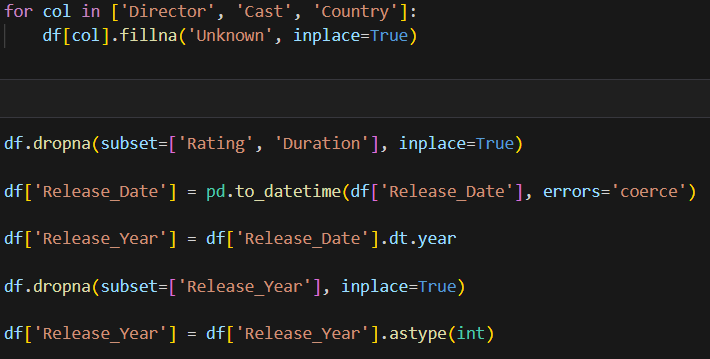 for col in ['Director', 'Cast', 'Country']:
    df[col].fillna('Unknown', inplace=True)
df.dropna(subset=['Rating', 'Duration'], inplace=True)
df['Release_Date'] = pd.to_datetime(df['Release_Date'], errors='coerce')
df['Release_Year'] = df['Release_Date'].dt.year
df.dropna(subset=['Release_Year'], inplace=True)
df['Release_Year'] = df['Release_Year'].astype(int)